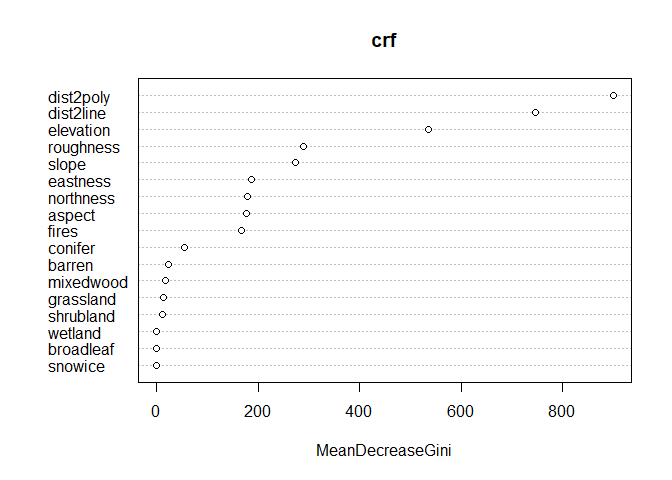 crf
dist2poly
dist2line
elevation
roughness
slope
eastness
northness
aspect
fires
conifer
barren
mixedwood
grassland
shrubland
wetland
broadleaf
snowice
0 200 400 600 800
MeanDecreaseGini